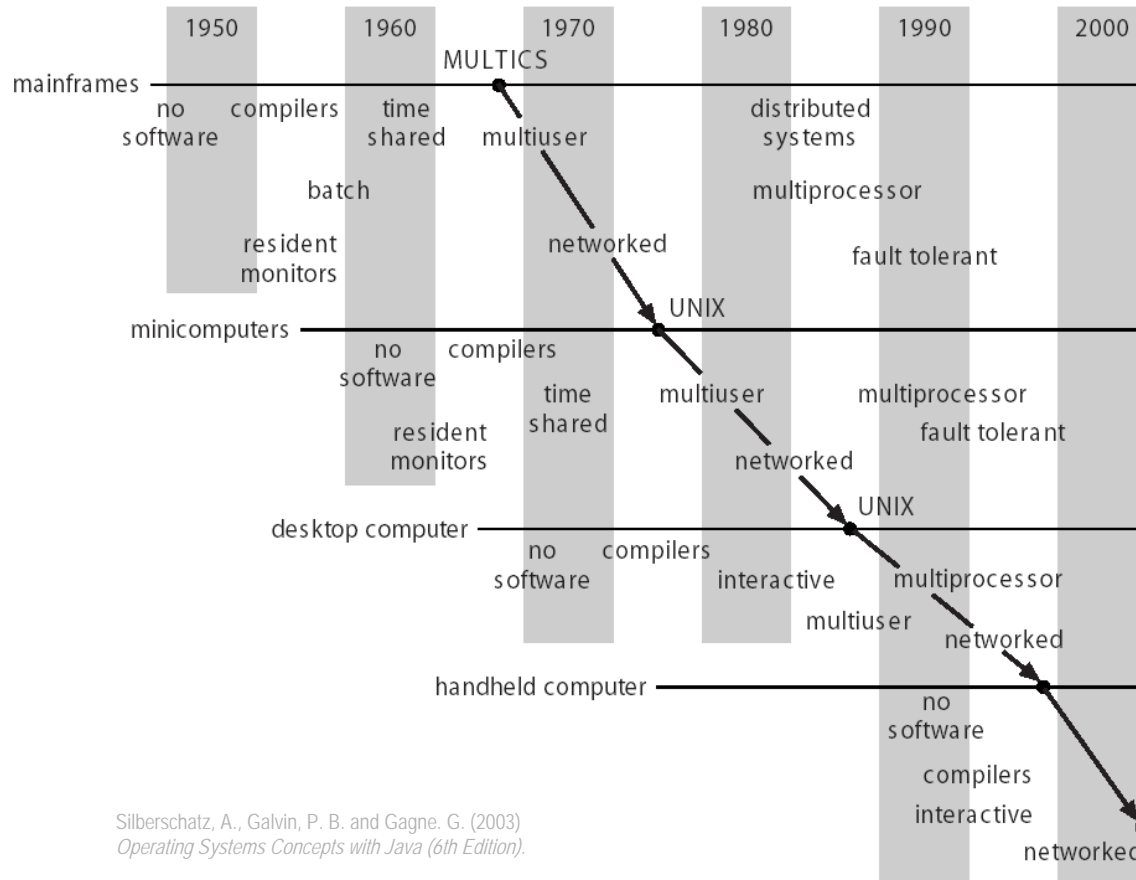 1950 1960 1970 1980 1990 2000
MULTICS
mainframes
no compilers time distributed
software shared multiuser systems
batch multiprocessor
resident networked fault tolerant
monitors
UNIX
minicomputers
no compilers
software
time multiuser multiprocessor
shared
resident fault tolerant
monitors networked
UNIX
desktop computer
no compilers
software interactive multiprocessor
multiuser
networked
handheld computer
no
software
compilers
interactive
networked
Silberschatz, A., Galvin, P. B. and Gagne. G. (2003)
Operating Systems Concepts with Java (6th Edition).